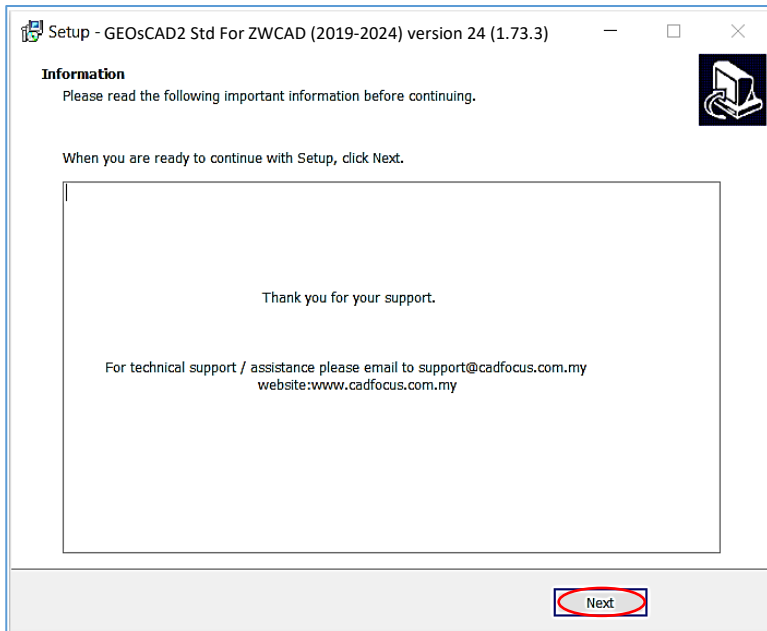 Setup - GEOsCAD2 Std For ZWCAD (2019-2024) version 24 (1.73.3)
Information
Please read the following important information before continuing.
When you are ready to continue with Setup, click Next.
Thank you for your support.
For technical support / assistance please email to support@cadfocus.com.my
website:www.cadfocus.com.my
Next